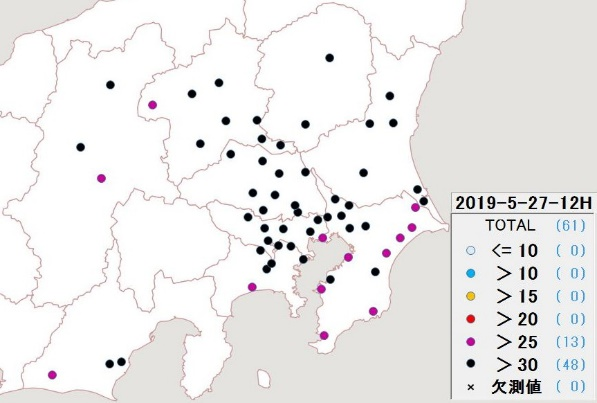 2019-5-27-12H
TOTAL (61)
<= 10 ( 0)
> 10 ( 0)
> 15 ( 0)
> 20 ( 0)
> 25 (13)
> 30 (48)
× 欠測値 ( 0)